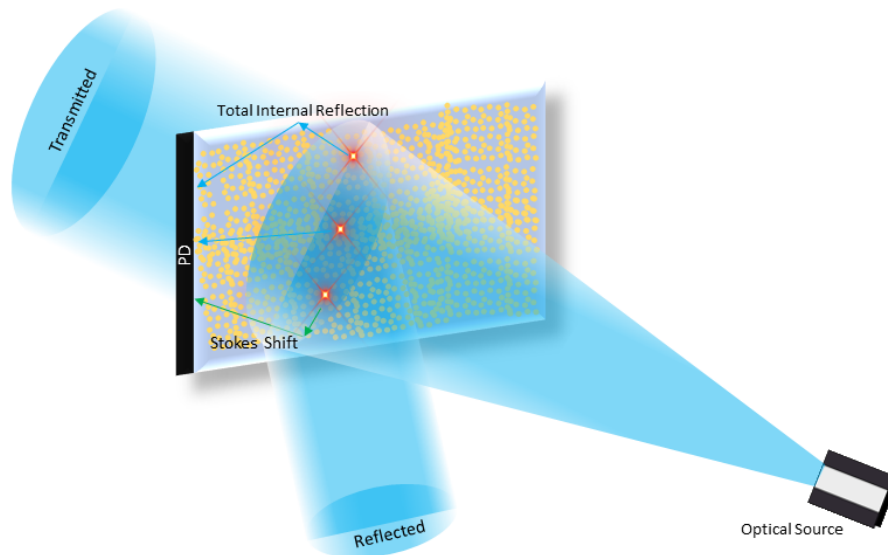 Transmitted
Total Internal Reflection
PD
Stokes Shift
Reflected
Optical Source